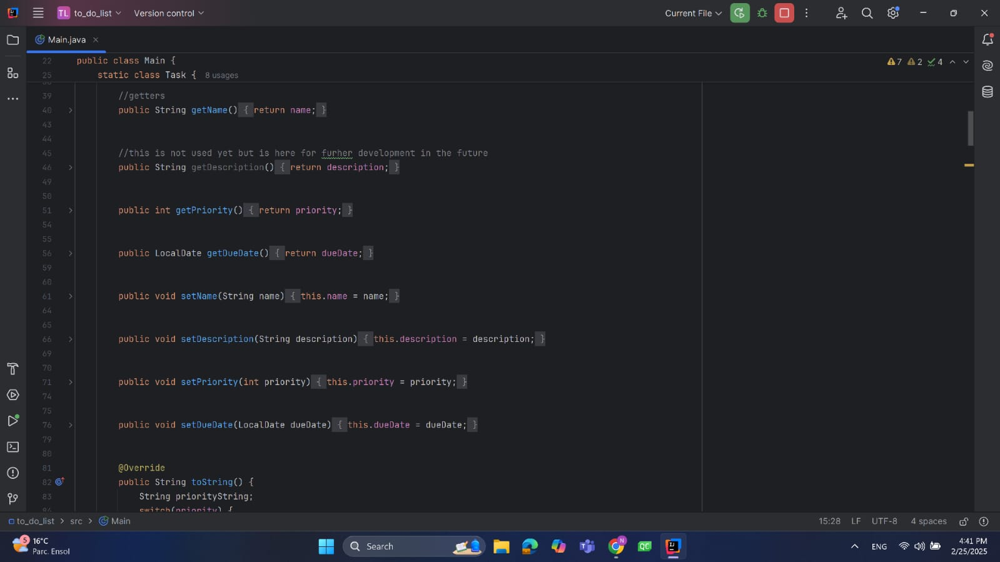 TL to_do_list Version control Current File
Main.java
22 public class Main {
7 2 4
25 static class Task { 8 usages
39 //getters
40 public String getName() { return name; }
43
44
45 //this is not used yet but is here for furher development in the future
46 public String getDescription() { return description; }
49
50
51 public int getPriority() { return priority; }
54
55
56 public LocalDate getDueDate() { return dueDate; }
59
60
61 public void setName(String name) { this.name = name; }
64
65
66 public void setDescription(String description) { this.description = description; }
69
70
71 public void setPriority(int priority) { this.priority = priority; }
74
75
76 public void setDueDate(LocalDate dueDate) { this.dueDate = dueDate; }
79
80
81 @Override
82 public String toString() {
83 String priorityString;
84 switch(priority) {
to_do_list > src > Main 15:28 LF UTF-8 4 spaces
5 16°C
Parc. Ensol
Search
QC
ENG
4:41 PM
2/25/2025